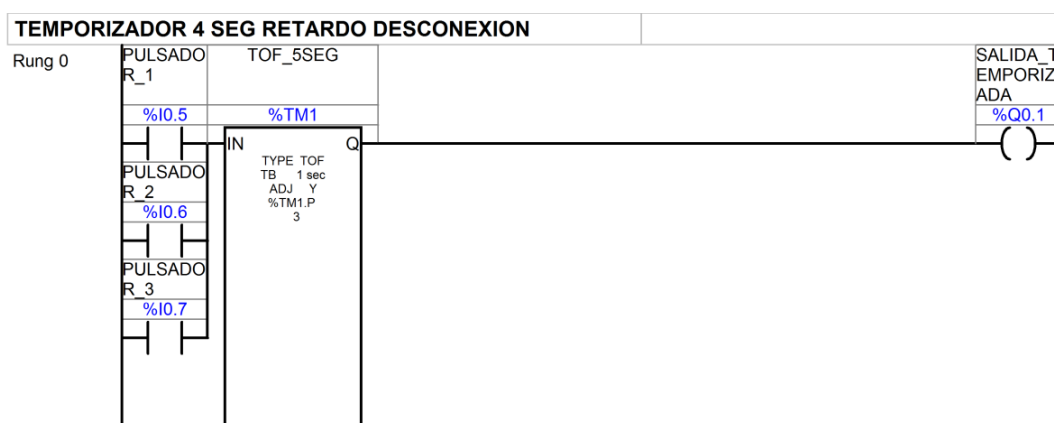 TEMPORIZADOR 4 SEG RETARDO DESCONEXION
Rung 0
PULSADO
R_1
TOF_5SEG
SALIDA_T
EMPORIZ
ADA
%I0.5
%TM1
%Q0.1
IN
Q
TYPE TOF
TB 1 sec
ADJ Y
%TM1.P
3
PULSADO
R_2
%I0.6
PULSADO
R_3
%I0.7